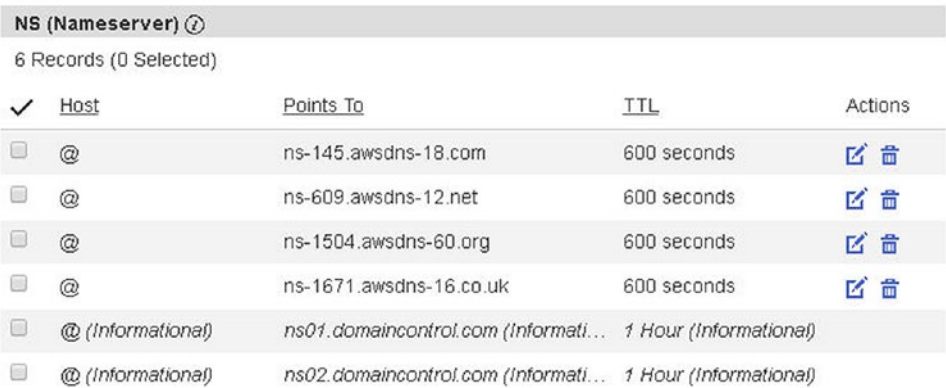 NS (Nameserver)
6 Records (0 Selected)
Host Points To TTL Actions
@ ns-145.awsdns-18.com 600 seconds
@ ns-609.awsdns-12.net 600 seconds
@ ns-1504.awsdns-60.org 600 seconds
@ ns-1671.awsdns-16.co.uk 600 seconds
@ (Informational) ns01.domaincontrol.com (Informati... 1 Hour (Informational)
@ (Informational) ns02.domaincontrol.com (Informati... 1 Hour (Informational)